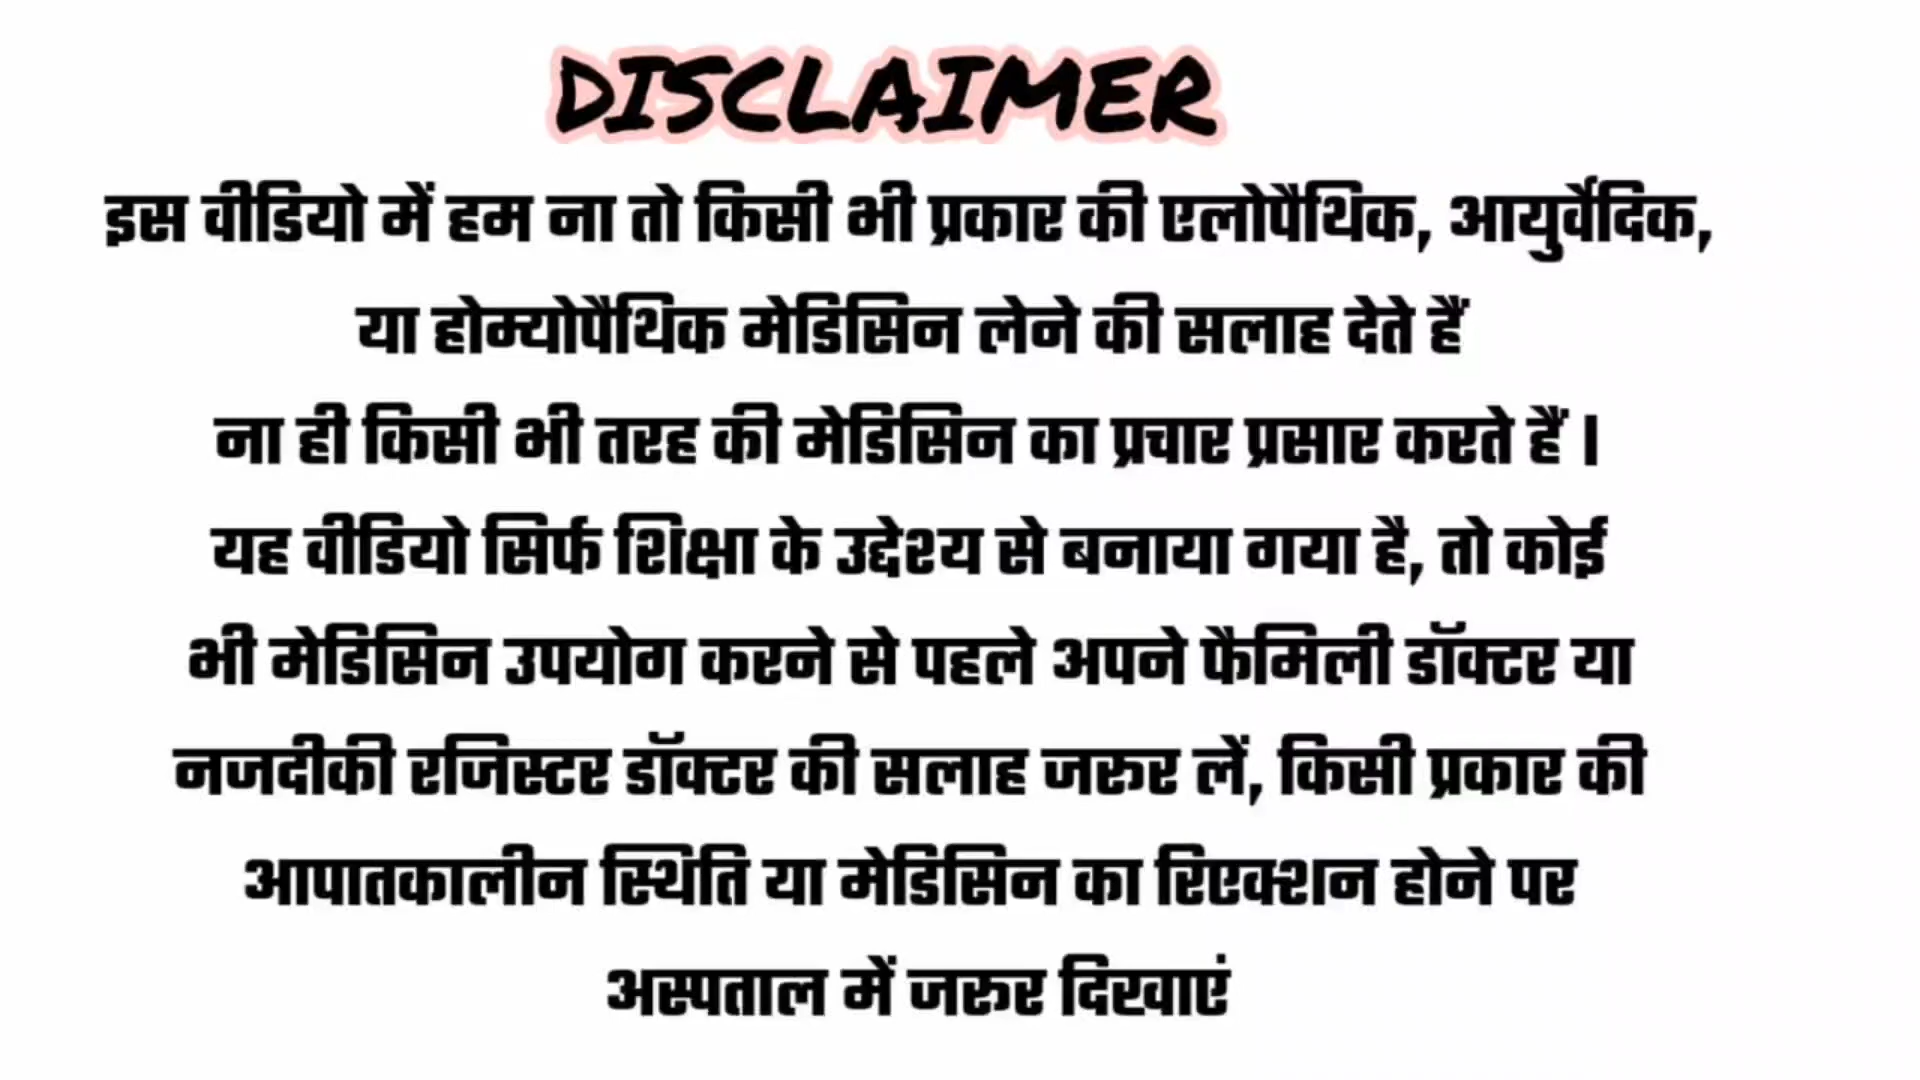 DISCLAIMER
इस वीडियो में हम ना तो किसी भी प्रकार की एलोपैथिक, आयुर्वेदिक,
या होम्योपैथिक मेडिसिन लेने की सलाह देते हैं
ना ही किसी भी तरह की मेडिसिन का प्रचार प्रसार करते हैं ।
यह वीडियो सिर्फ शिक्षा के उद्देश्य से बनाया गया है, तो कोई
भी मेडिसिन उपयोग करने से पहले अपने फैमिली डॉक्टर या
नजदीकी रजिस्टर डॉक्टर की सलाह जरूर लें, किसी प्रकार की
आपातकालीन स्थिति या मेडिसिन का रिएक्शन होने पर
अस्पताल में जरूर दिखाएं